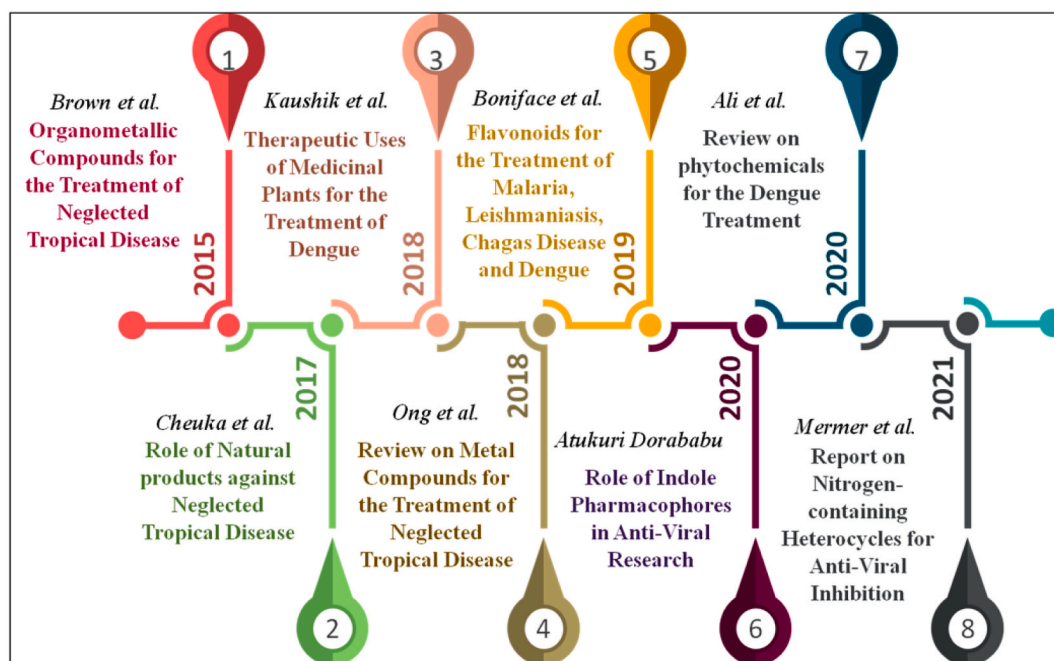 1
Brown et al.
Organometallic
Compounds for
the Treatment of
Neglected
Tropical Disease
2015
2
Cheuka et al.
Role of Natural
products against
Neglected
Tropical Disease
2017
3
Kaushik et al.
Therapeutic Uses
of Medicinal
Plants for the
Treatment of
Dengue
2018
4
Ong et al.
Review on Metal
Compounds for
the Treatment of
Neglected
Tropical Disease
2018
5
Boniface et al.
Flavonoids for
the Treatment of
Malaria,
Leishmaniasis,
Chagas Disease
and Dengue
2019
6
Atukuri Dorababu
Role of Indole
Pharmacophores
in Anti-Viral
Research
2020
7
Ali et al.
Review on
phytochemicals
for the Dengue
Treatment
2020
8
Mermer et al.
Report on
Nitrogen-
containing
Heterocycles for
Anti-Viral
Inhibition
2021